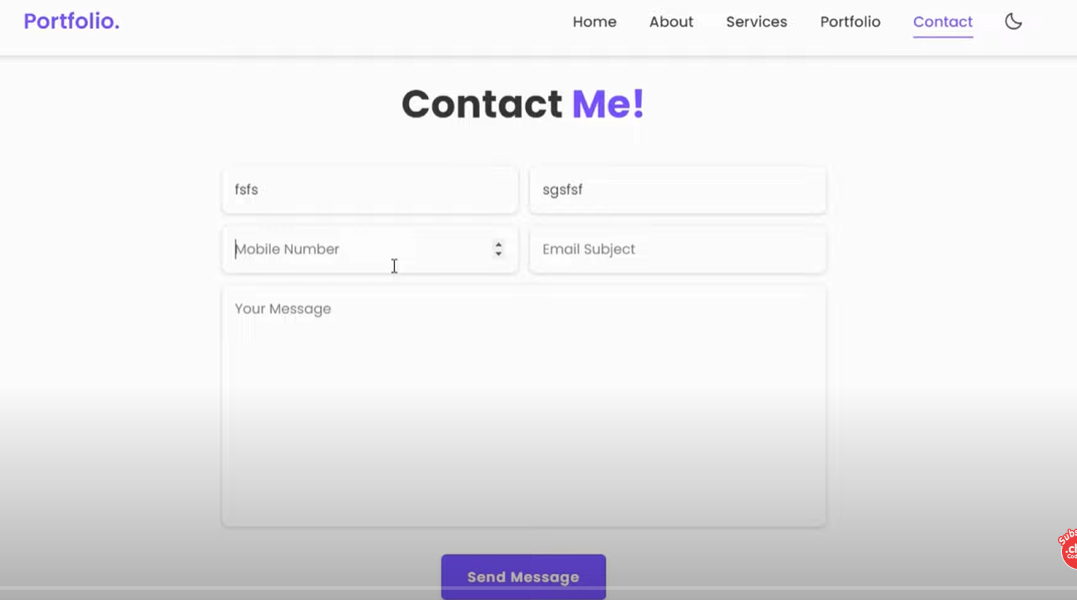 Portfolio.
Home About Services Portfolio Contact
Contact Me!
fsfs sgsfsf
Mobile Number Email Subject
Your Message
Send Message